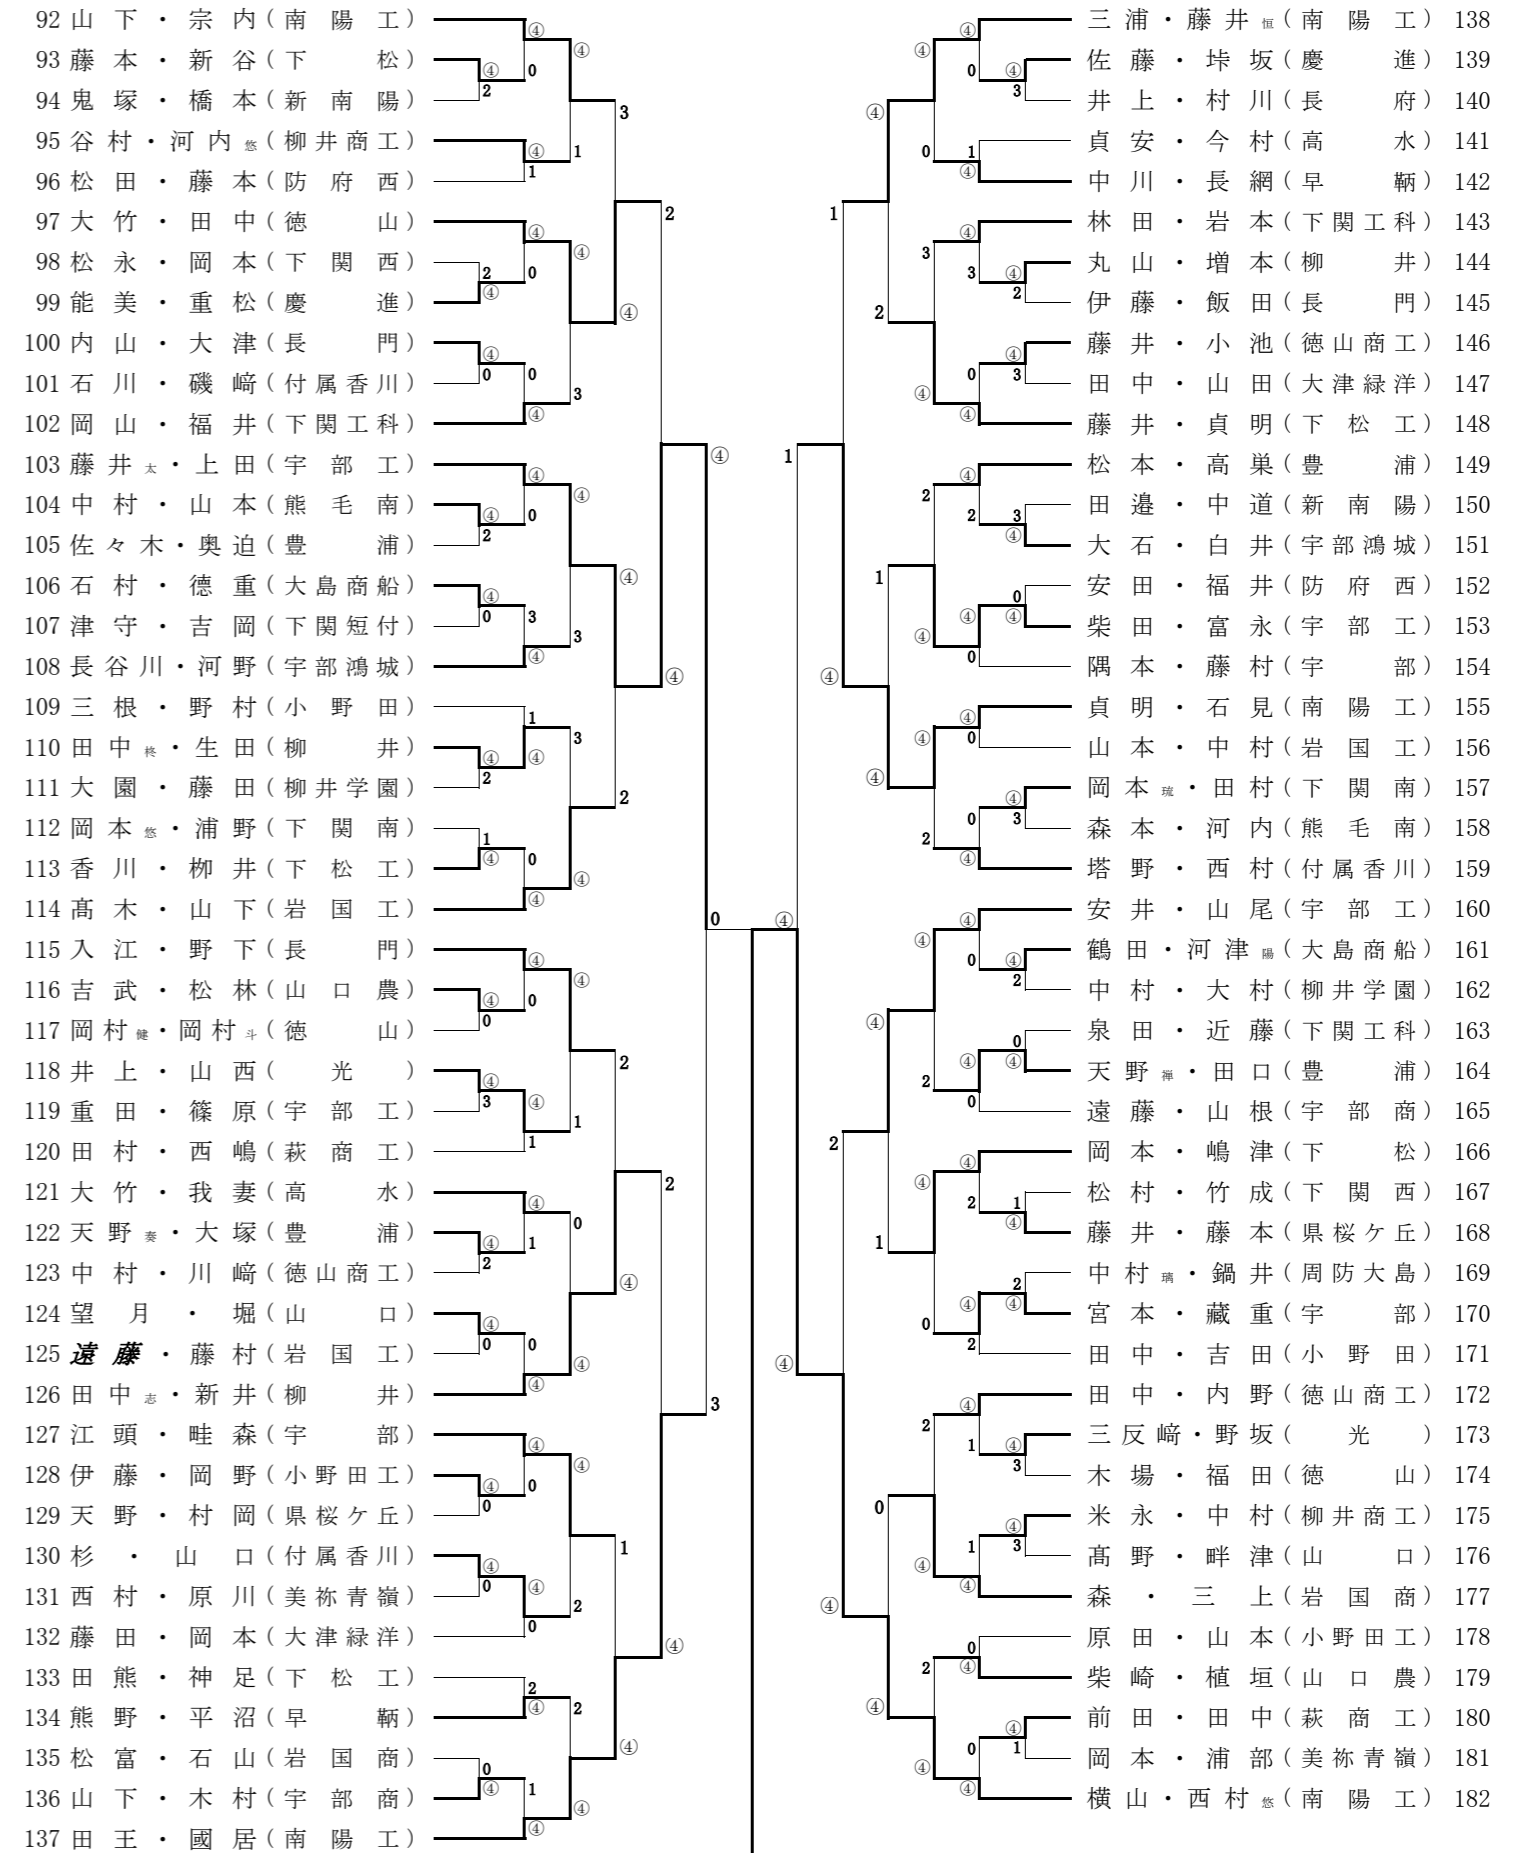 92 山下・宗内(南陽工)
93 藤本・新谷(下松)
94 鬼塚・橋本(新南陽)
95 谷村・河内悠(柳井商工)
96 松田・藤本(防府西)
97 大竹・田中(徳山)
98 松永・岡本(下関西)
99 能美・重松(慶進)
100 内山・大津(長門)
101 石川・磯﨑(付属香川)
102 岡山・福井(下関工科)
103 藤井太・上田(宇部工)
104 中村・山本(熊毛南)
105 佐々木・奥迫(豊浦)
106 石村・德重(大島商船)
107 津守・吉岡(下関短付)
108 長谷川・河野(宇部鴻城)
109 三根・野村(小野田)
110 田中柊・生田(柳井)
111 大園・藤田(柳井学園)
112 岡本悠・浦野(下関南)
113 香川・栁井(下松工)
114 髙木・山下(岩国工)
115 入江・野下(長門)
116 吉武・松林(山口農)
117 岡村健・岡村斗(徳山)
118 井上・山西(光)
119 重田・篠原(宇部工)
120 田村・西嶋(萩商工)
121 大竹・我妻(高水)
122 天野奏・大塚(豊浦)
123 中村・川﨑(徳山商工)
124 望月・堀(山口)
125 遠藤・藤村(岩国工)
126 田中志・新井(柳井)
127 江頭・畦森(宇部)
128 伊藤・岡野(小野田工)
129 天野・村岡(県桜ケ丘)
130 杉・山口(付属香川)
131 西村・原川(美祢青嶺)
132 藤田・岡本(大津緑洋)
133 田熊・神足(下松工)
134 熊野・平沼(早鞆)
135 松富・石山(岩国商)
136 山下・木村(宇部商)
137 田王・國居(南陽工)
三浦・藤井恒(南陽工) 138
佐藤・垰坂(慶進) 139
井上・村川(長府) 140
貞安・今村(高水) 141
中川・長網(早鞆) 142
林田・岩本(下関工科) 143
丸山・増本(柳井) 144
伊藤・飯田(長門) 145
藤井・小池(徳山商工) 146
田中・山田(大津緑洋) 147
藤井・貞明(下松工) 148
松本・高巣(豊浦) 149
田邉・中道(新南陽) 150
大石・白井(宇部鴻城) 151
安田・福井(防府西) 152
柴田・富永(宇部工) 153
隅本・藤村(宇部) 154
貞明・石見(南陽工) 155
山本・中村(岩国工) 156
岡本琉・田村(下関南) 157
森本・河内(熊毛南) 158
塔野・西村(付属香川) 159
安井・山尾(宇部工) 160
鶴田・河津陽(大島商船) 161
中村・大村(柳井学園) 162
泉田・近藤(下関工科) 163
天野禅・田口(豊浦) 164
遠藤・山根(宇部商) 165
岡本・嶋津(下松) 166
松村・竹成(下関西) 167
藤井・藤本(県桜ケ丘) 168
中村璃・鍋井(周防大島) 169
宮本・藏重(宇部) 170
田中・吉田(小野田) 171
田中・内野(徳山商工) 172
三反﨑・野坂(光) 173
木場・福田(徳山) 174
米永・中村(柳井商工) 175
髙野・畔津(山口) 176
森・三上(岩国商) 177
原田・山本(小野田工) 178
柴崎・植垣(山口農) 179
前田・田中(萩商工) 180
岡本・浦部(美祢青嶺) 181
横山・西村悠(南陽工) 182